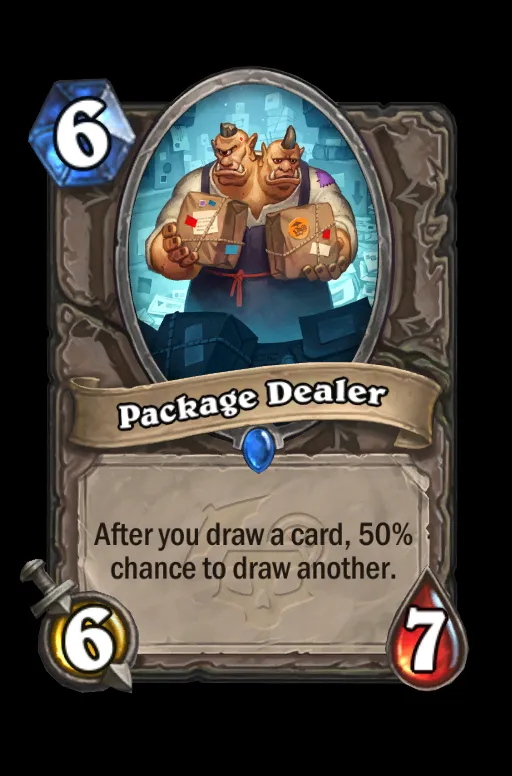 6
Package Dealer
After you draw a card, 50%
chance to draw another.
6
7